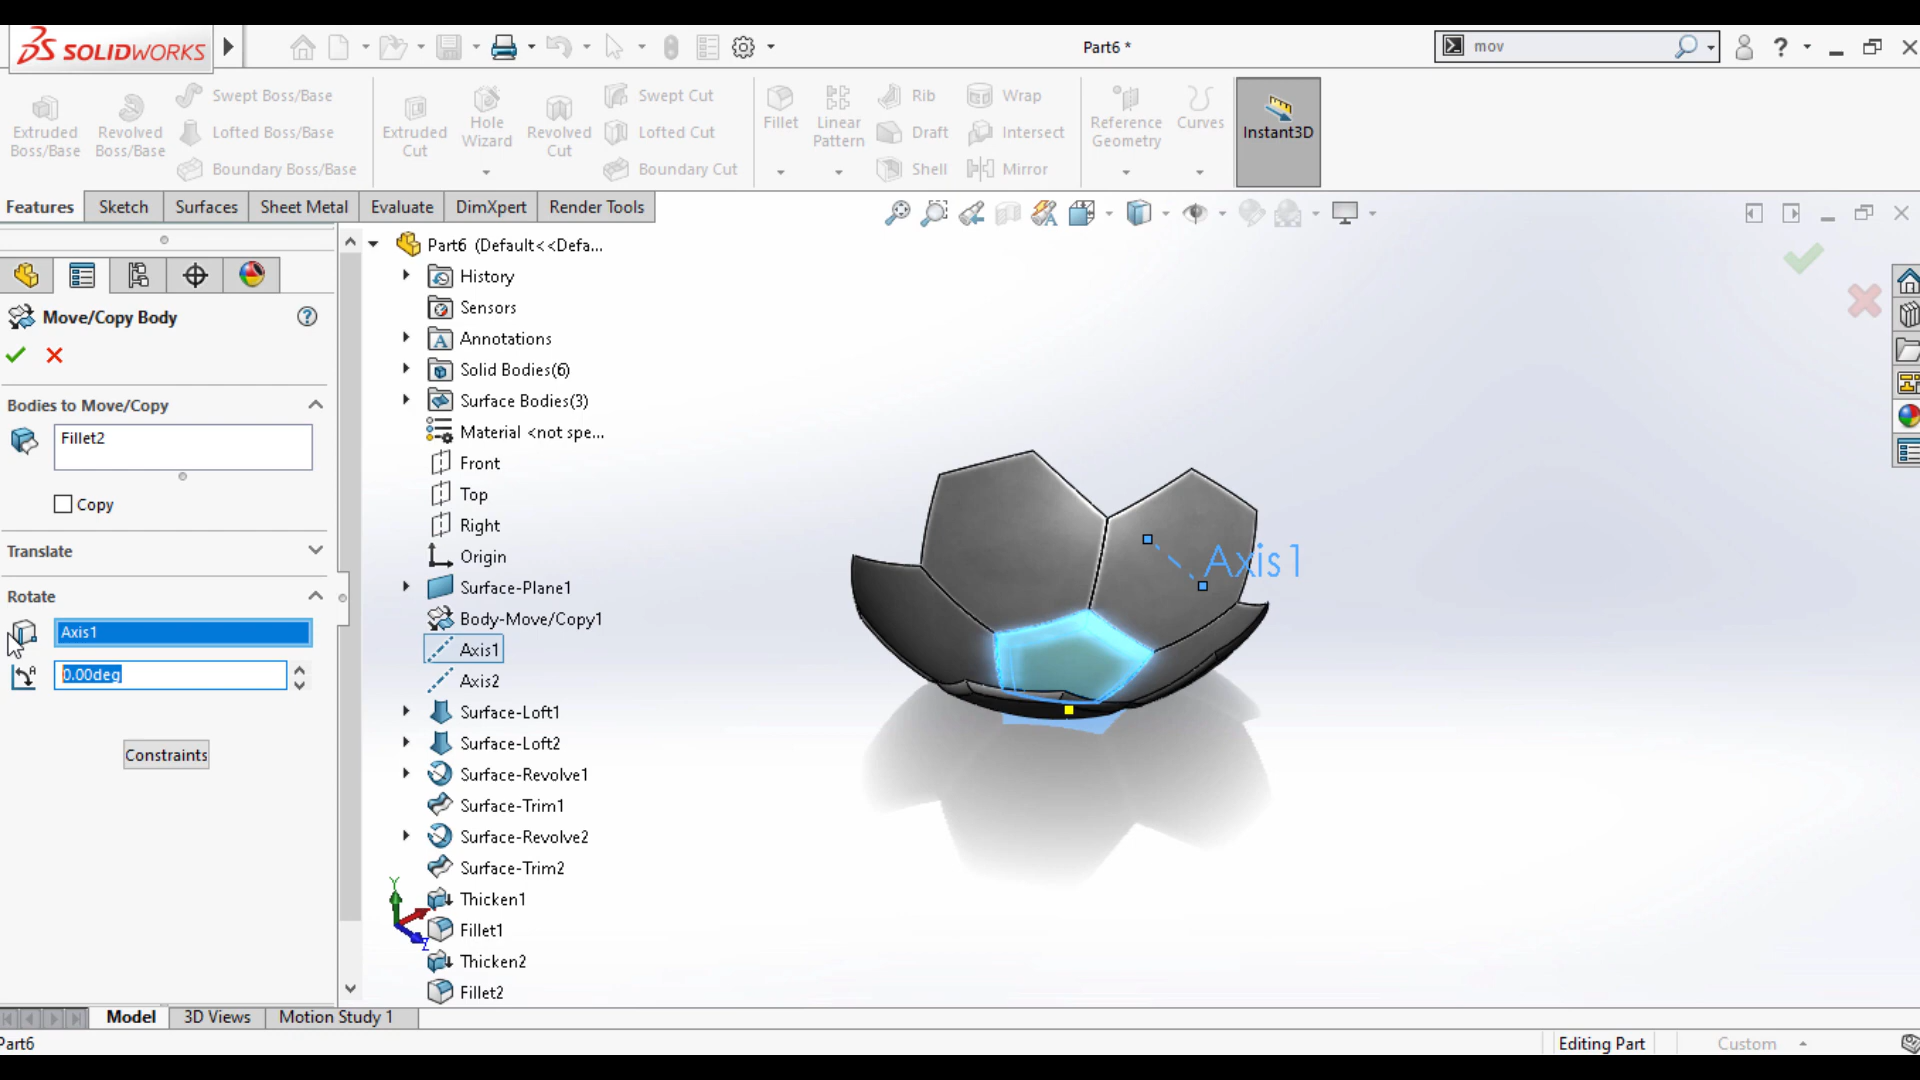 SOLIDWORKS
Part6 *
mov
Extruded Boss/Base
Revolved Boss/Base
Swept Boss/Base
Lofted Boss/Base
Boundary Boss/Base
Extruded Cut
Hole Wizard
Revolved Cut
Swept Cut
Lofted Cut
Boundary Cut
Fillet
Linear Pattern
Rib
Draft
Shell
Wrap
Intersect
Mirror
Reference Geometry
Curves
Instant3D
Features
Sketch
Surfaces
Sheet Metal
Evaluate
DimXpert
Render Tools
Move/Copy Body
Bodies to Move/Copy
Fillet2
Copy
Translate
Rotate
Axis1
0.00deg
Constraints
Part6 (Default<<Defa...
History
Sensors
Annotations
Solid Bodies(6)
Surface Bodies(3)
Material <not spe...
Front
Top
Right
Origin
Surface-Plane1
Body-Move/Copy1
Axis1
Axis2
Surface-Loft1
Surface-Loft2
Surface-Revolve1
Surface-Trim1
Surface-Revolve2
Surface-Trim2
Thicken1
Fillet1
Thicken2
Fillet2
Axis1
Y
Z
Model
3D Views
Motion Study 1
Part6
Editing Part
Custom